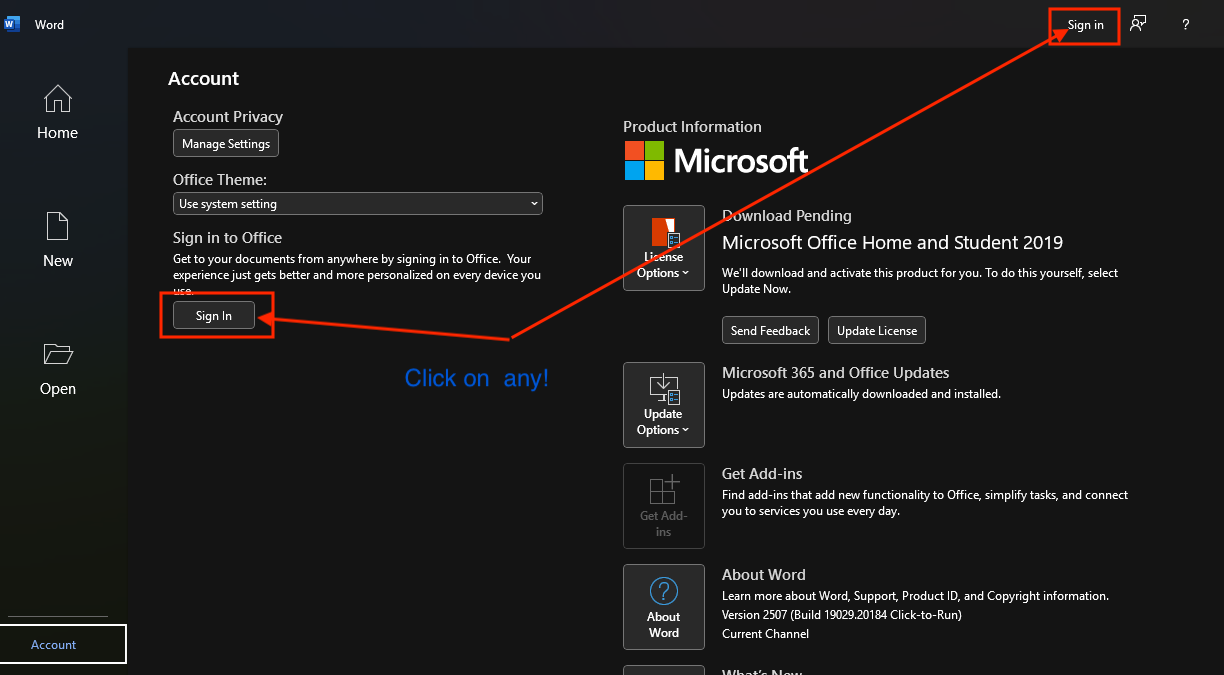 Word
Sign in
?
Home
New
Open
Account
Account
Account Privacy
Manage Settings
Office Theme:
Use system setting
Sign in to Office
Get to your documents from anywhere by signing in to Office. Your
experience just gets better and more personalized on every device you
use.
Sign In
Click on any!
Product Information
Microsoft
License
Options
Download Pending
Microsoft Office Home and Student 2019
We'll download and activate this product for you. To do this yourself, select
Update Now.
Send Feedback
Update License
Update
Options
Microsoft 365 and Office Updates
Updates are automatically downloaded and installed.
Get Add-
ins
Get Add-ins
Find add-ins that add new functionality to Office, simplify tasks, and connect
you to services you use every day.
About
Word
About Word
Learn more about Word, Support, Product ID, and Copyright information.
Version 2507 (Build 19029.20184 Click-to-Run)
Current Channel
What's New